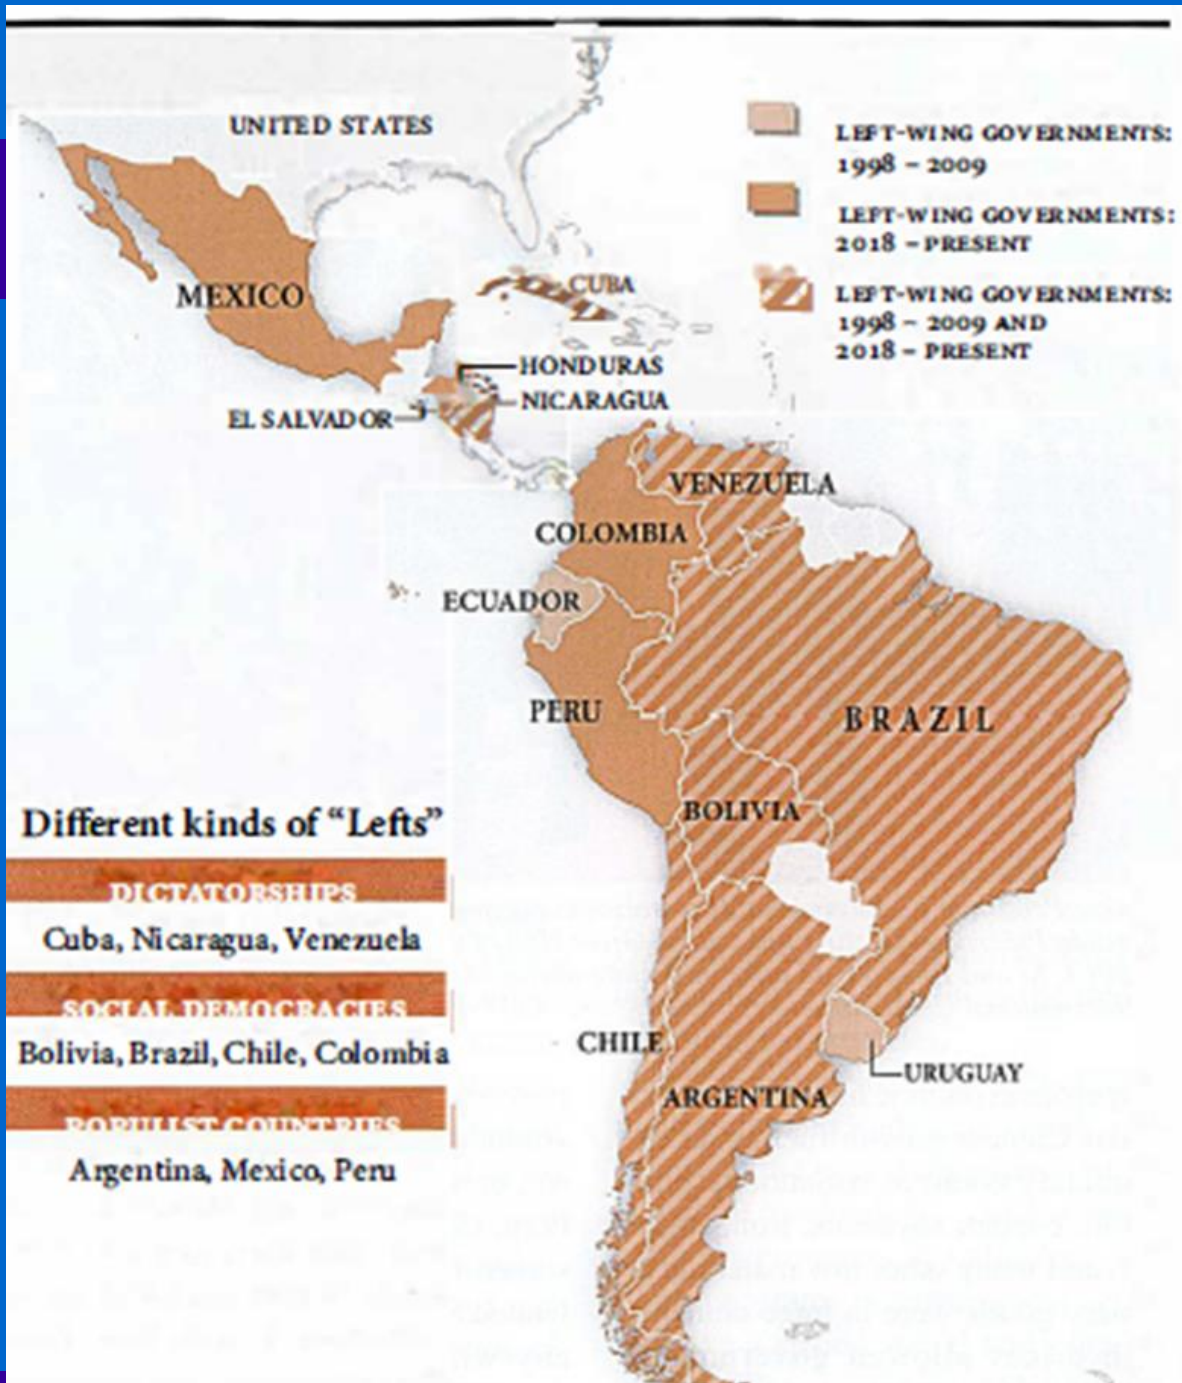 UNITED STATES
LEFT-WING GOVERNMENTS:
1998 – 2009
LEFT-WING GOVERNMENTS:
2018 – PRESENT
LEFT-WING GOVERNMENTS:
1998 – 2009 AND
2018 – PRESENT
MEXICO
CUBA
HONDURAS
NICARAGUA
EL SALVADOR
VENEZUELA
COLOMBIA
ECUADOR
PERU
BRAZIL
BOLIVIA
CHILE
URUGUAY
ARGENTINA
Different kinds of “Lefts”
DICTATORSHIPS
Cuba, Nicaragua, Venezuela
SOCIAL DEMOCRACIES
Bolivia, Brazil, Chile, Colombia
POPULIST COUNTRIES
Argentina, Mexico, Peru